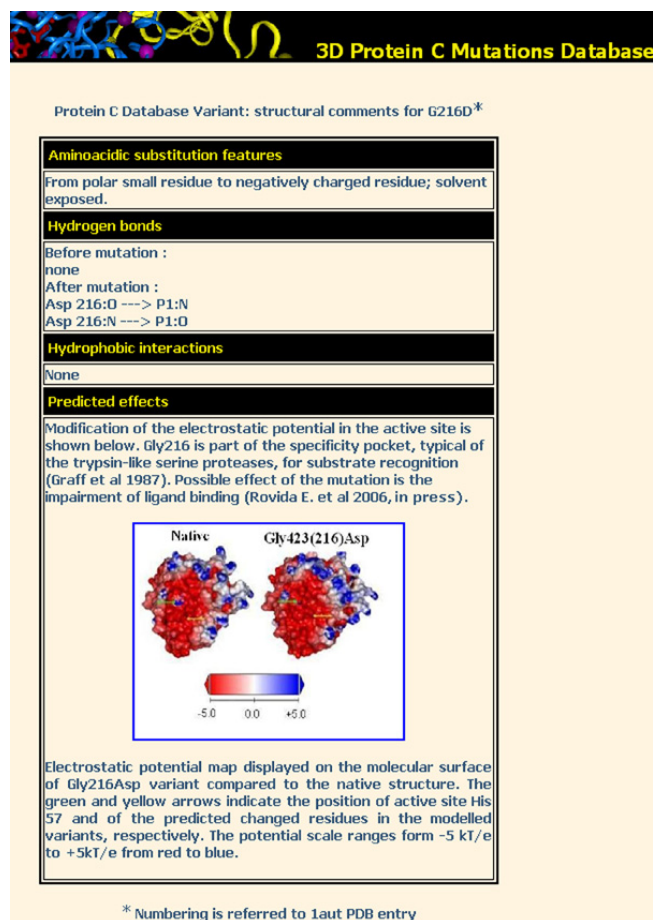 3D Protein C Mutations Database
Protein C Database Variant: structural comments for G216D*
Aminoacidic substitution features
From polar small residue to negatively charged residue; solvent
exposed.
Hydrogen bonds
Before mutation :
none
After mutation :
Asp 216:O ---> P1:N
Asp 216:N ---> P1:O
Hydrophobic interactions
None
Predicted effects
Modification of the electrostatic potential in the active site is
shown below. Gly216 is part of the specificity pocket, typical of
the trypsin-like serine proteases, for substrate recognition
(Graff et al 1987). Possible effect of the mutation is the
impairment of ligand binding (Rovida E. et al 2006, in press).
Native Gly423(216)Asp
-5.0 0.0 +5.0
Electrostatic potential map displayed on the molecular surface
of Gly216Asp variant compared to the native structure. The
green and yellow arrows indicate the position of active site His
57 and of the predicted changed residues in the modelled
variants, respectively. The potential scale ranges form -5 kT/e
to +5kT/e from red to blue.
* Numbering is referred to 1aut PDB entry